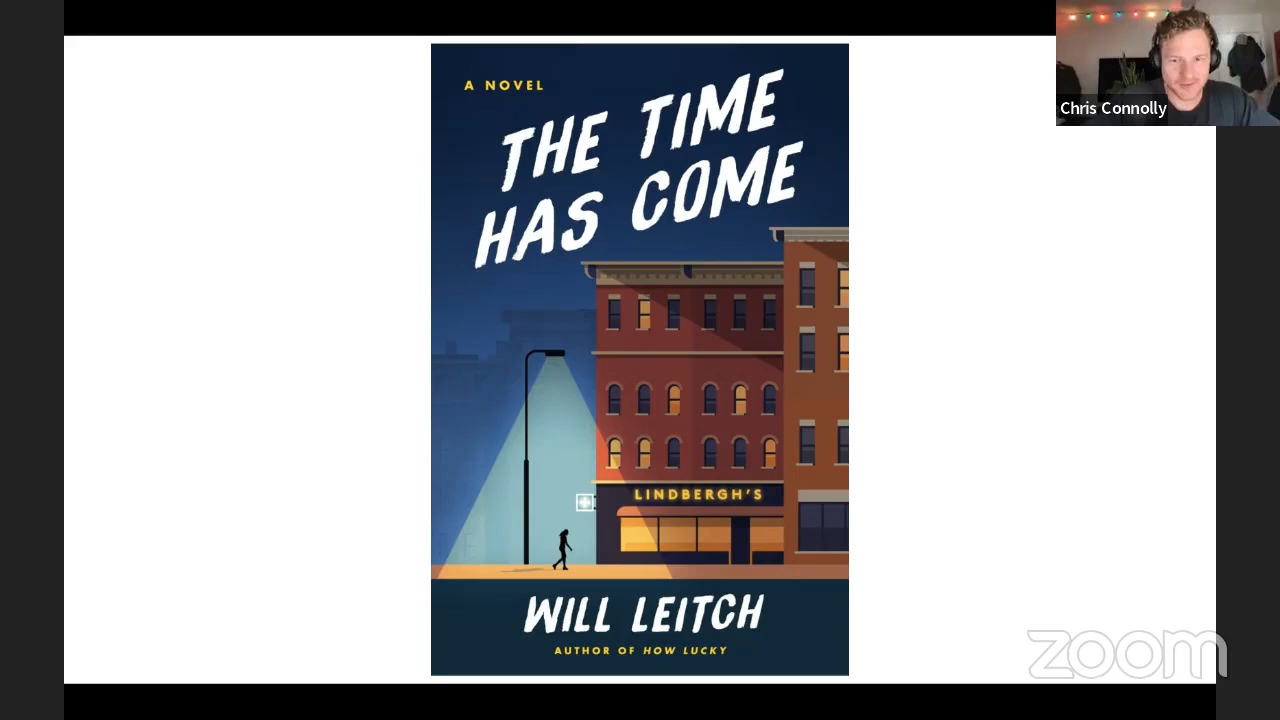 A NOVEL
THE TIME
HAS COME
LINDBERGH'S
WILL LEITCH
AUTHOR OF HOW LUCKY
Chris Connolly
zoom